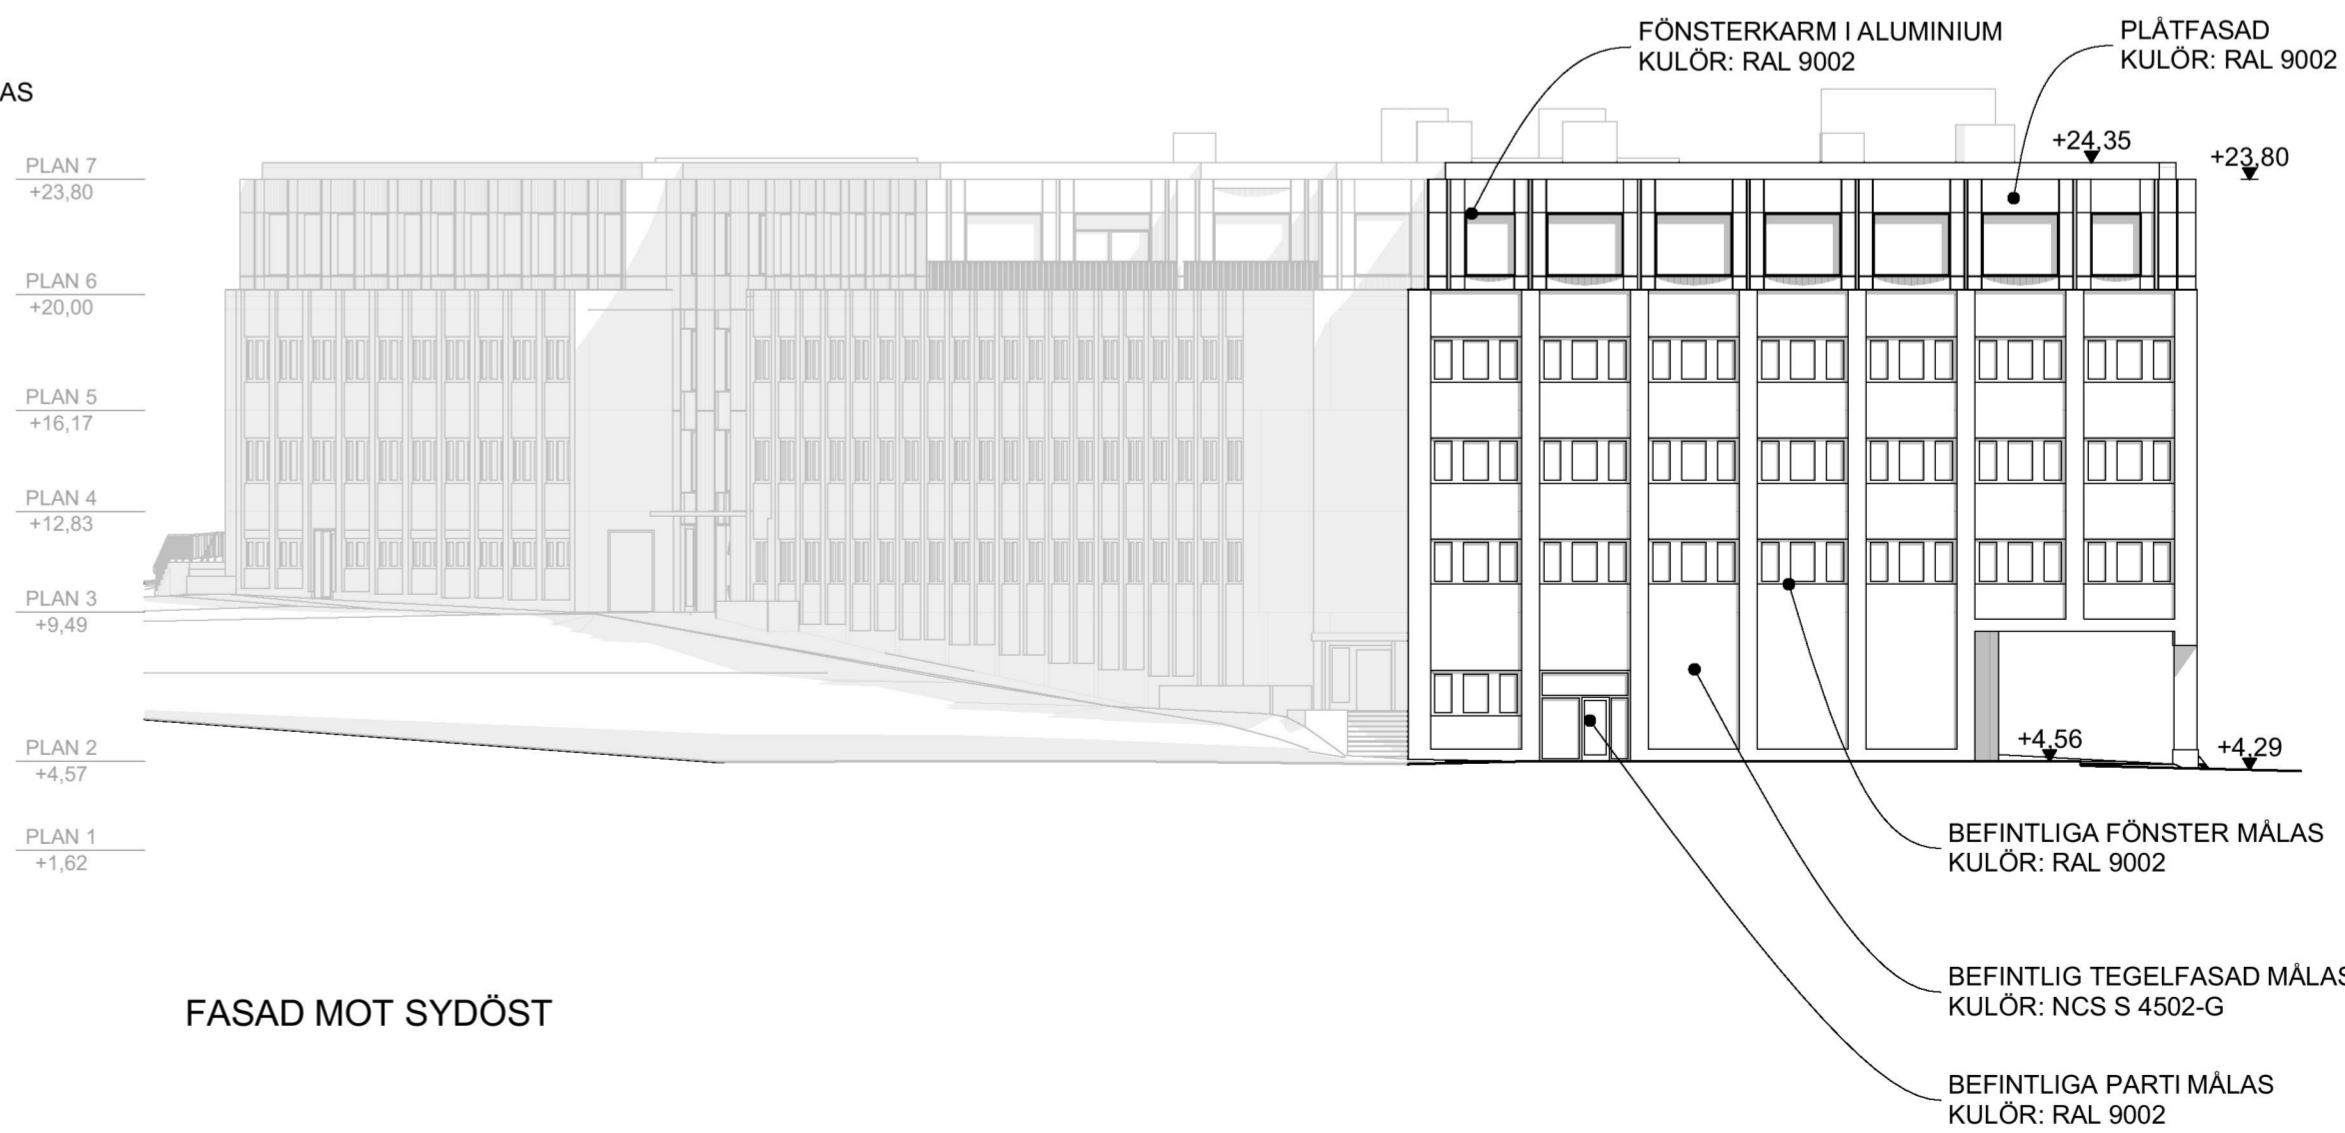 FÖNSTERKARM I ALUMINIUM
KULÖR: RAL 9002
PLÅTFASAD
KULÖR: RAL 9002
AS
+24,35
+23,80
PLAN 7
+23,80
PLAN 6
+20,00
PLAN 5
+16,17
PLAN 4
+12,83
PLAN 3
+9,49
PLAN 2
+4,57
PLAN 1
+1,62
+4,56
+4,29
BEFINTLIGA FÖNSTER MÅLAS
KULÖR: RAL 9002
BEFINTLIG TEGELFASAD MÅLAS
KULÖR: NCS S 4502-G
BEFINTLIGA PARTI MÅLAS
KULÖR: RAL 9002
FASAD MOT SYDÖST